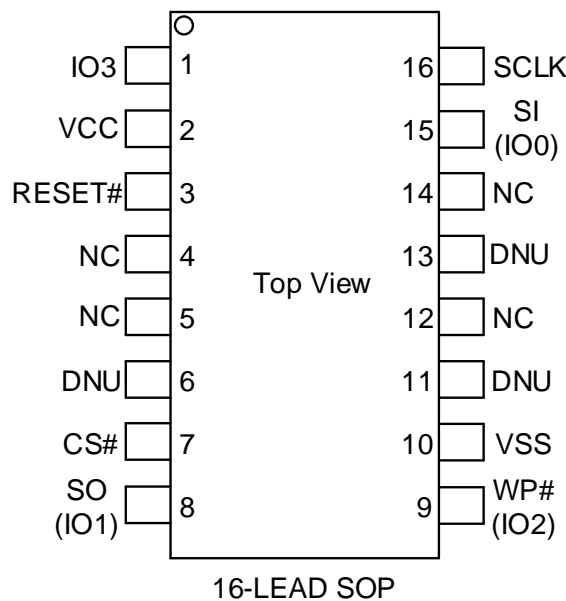 IO3 1 16 SCLK
VCC 2 15 SI
(IO0)
RESET# 3 14 NC
NC 4 13 DNU
Top View
NC 5 12 NC
DNU 6 11 DNU
CS# 7 10 VSS
SO
(IO1) 8 9 WP#
(IO2)
16-LEAD SOP